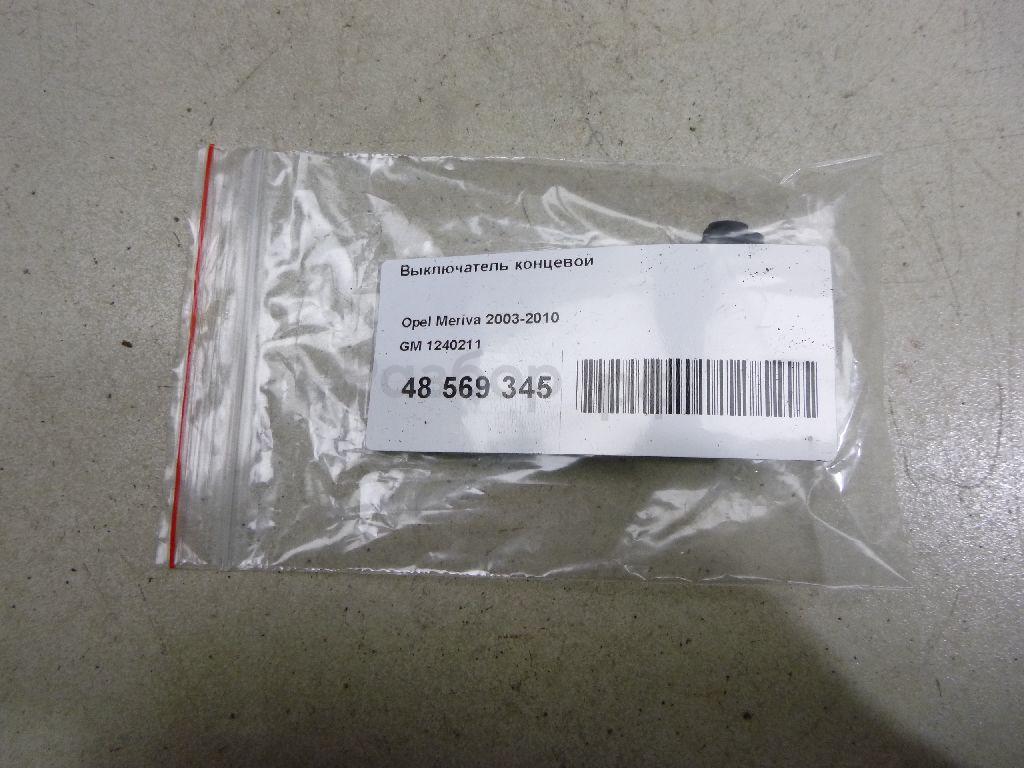 Выключатель концевой
Opel Meriva 2003-2010
GM 1240211
48 569 345